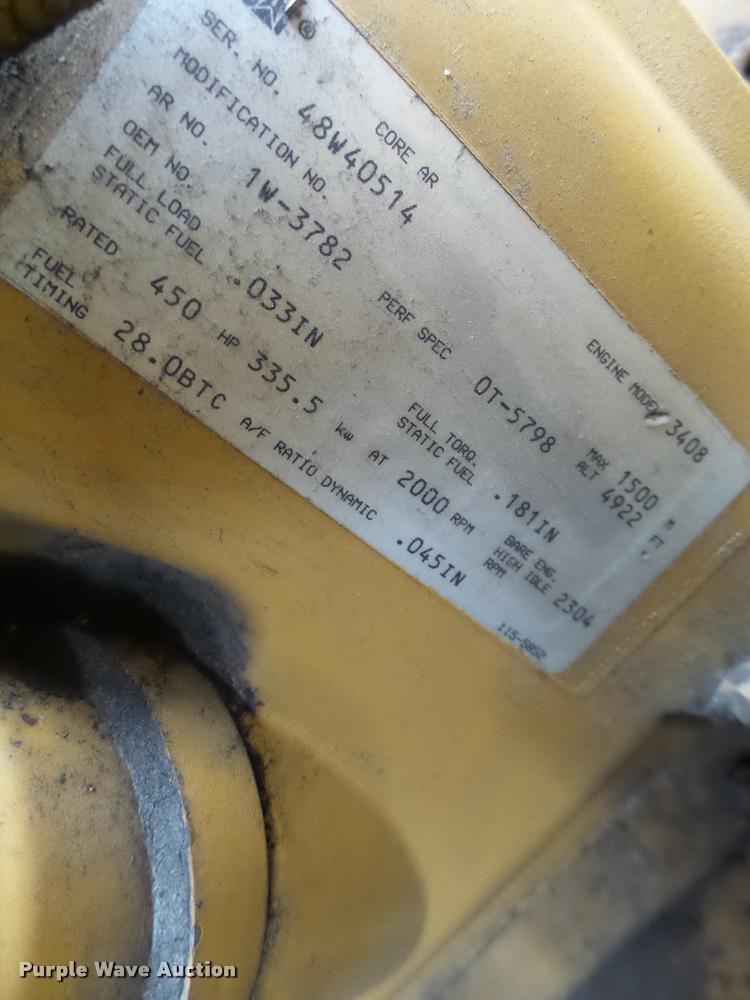 ®
SER. NO. 48W40514 ENGINE MODEL 3408
MODIFICATION NO. CORE AR
AR NO. 1W-3782 PERF SPEC OT-5798 MAX ALT 1500 M 4922 FT
OEM NO.
FULL LOAD STATIC FUEL .033IN FULL TORQ. STATIC FUEL .181IN
RATED 450 HP 335.5 kw AT 2000 RPM BARE ENG. HIGH IDLE RPM 2304
FUEL TIMING 28.0BTC A/F RATIO DYNAMIC .045IN
115-5852
Purple Wave Auction